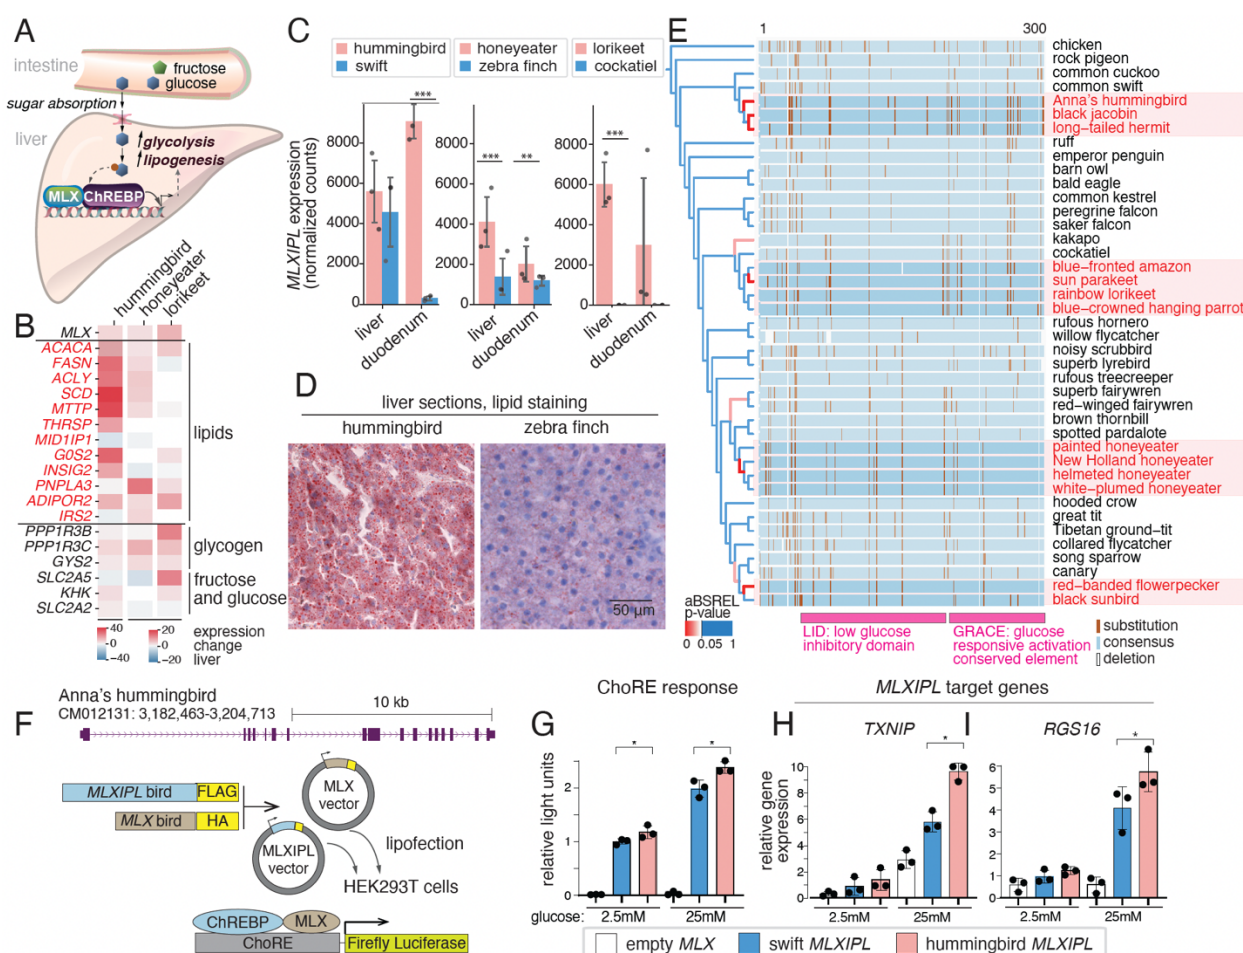 A
intestine
fructose
glucose
sugar absorption
liver
glycolysis
lipogenesis
MLX
ChREBP
B
hummingbird
honeyeater
lorikeet
MLX
ACACA
FASN
ACLY
SCD
MTTP
THRSP
MID1IP1
G0S2
INSIG2
PNPLA3
ADIPOR2
IRS2
PPP1R3B
PPP1R3C
GYS2
SLC2A5
KHK
SLC2A2
lipids
glycogen
fructose
and glucose
40
0
−40
20
0
−20
expression
change
liver
C
hummingbird
swift
honeyeater
zebra finch
lorikeet
cockatiel
MLXIPL expression
(normalized counts)
8000
6000
4000
2000
0
***
liver
duodenum
8000
6000
4000
2000
0
***
**
liver
duodenum
8000
6000
4000
2000
0
***
liver
duodenum
D
liver sections, lipid staining
hummingbird
zebra finch
50 µm
E
1
300
chicken
rock pigeon
common cuckoo
common swift
Anna's hummingbird
black jacobin
long-tailed hermit
ruff
emperor penguin
barn owl
bald eagle
common kestrel
peregrine falcon
saker falcon
kakapo
cockatiel
blue−fronted amazon
sun parakeet
rainbow lorikeet
blue−crowned hanging parrot
rufous hornero
willow flycatcher
noisy scrubbird
superb lyrebird
rufous treecreeper
superb fairywren
red−winged fairywren
brown thornbill
spotted pardalote
painted honeyeater
New Holland honeyeater
helmeted honeyeater
white−plumed honeyeater
hooded crow
great tit
Tibetan ground−tit
collared flycatcher
song sparrow
canary
red-banded flowerpecker
black sunbird
aBSREL
p-value
0.05 1
LID: low glucose
inhibitory domain
GRACE: glucose
responsive activation
conserved element
substitution
consensus
deletion
F
Anna's hummingbird
CM012131: 3,182,463-3,204,713
10 kb
MLXIPL bird FLAG
MLX bird HA
MLX
vector
MLXIPL
vector
lipofection
HEK293T cells
ChREBP
MLX
ChoRE
Firefly Luciferase
ChoRE response
G
relative light units
2
1
0
*
*
glucose:
2.5mM
25mM
MLXIPL target genes
H
TXNIP
relative gene
expression
10
8
6
4
2
0
*
2.5mM
25mM
I
RGS16
6
5
4
3
2
1
0
*
2.5mM
25mM
empy MLX
swift MLXIPL
hummingbird MLXIPL